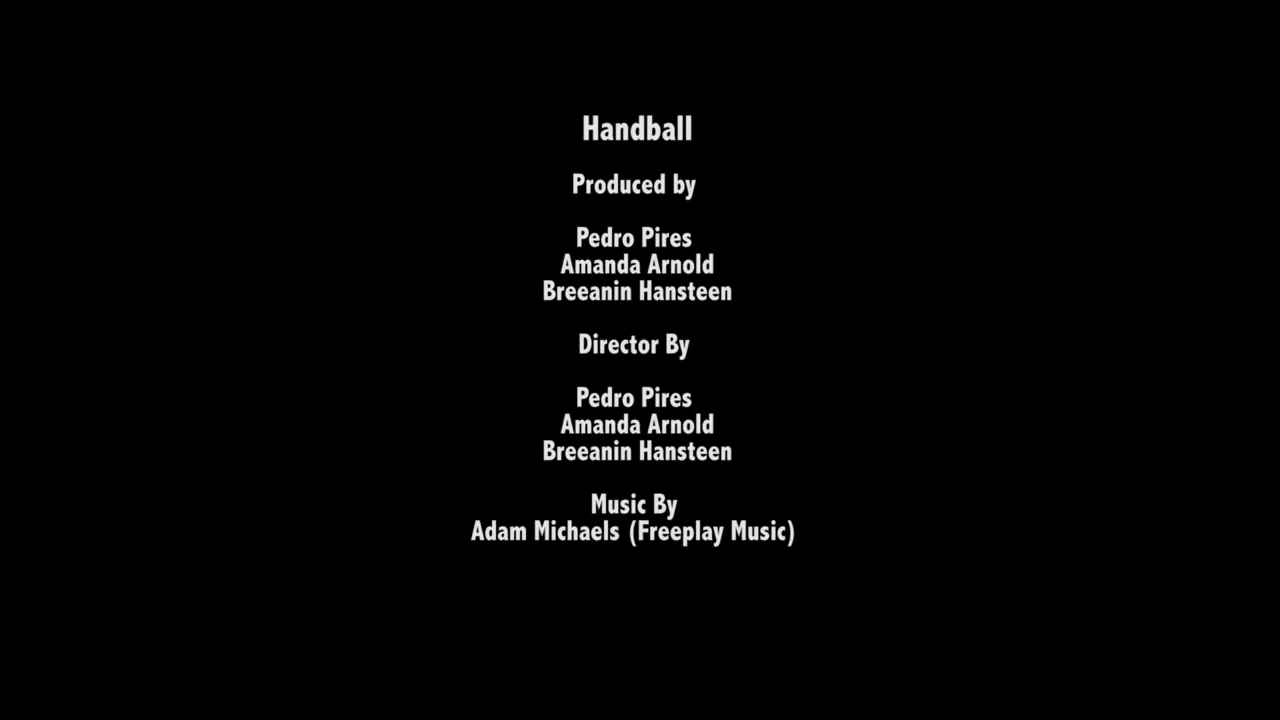 Handball
Produced by
Pedro Pires
Amanda Arnold
Breeanin Hansteen
Director By
Pedro Pires
Amanda Arnold
Breeanin Hansteen
Music By
Adam Michaels (Freeplay Music)